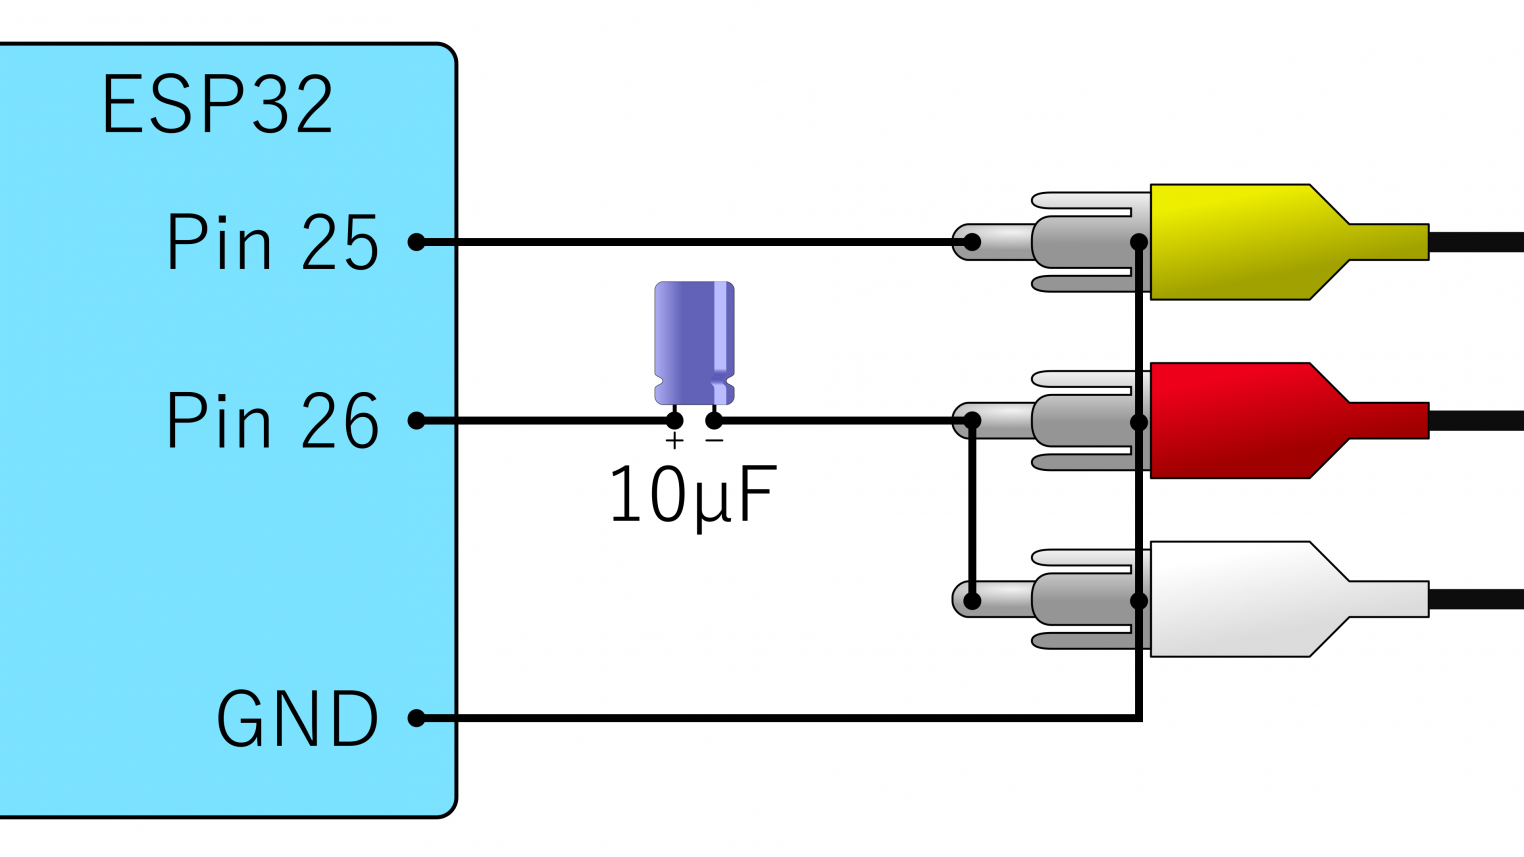 ESP32
Pin 25
Pin 26
+ −
10µF
GND